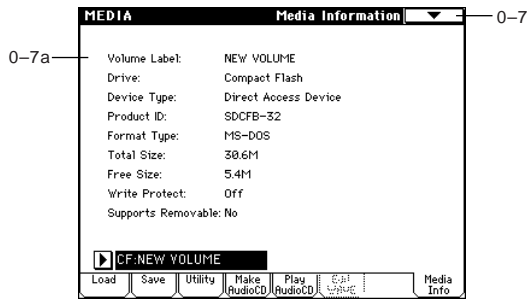 MEDIA Media Information 0–7
0–7a
Volume Label: NEW VOLUME
Drive: Compact Flash
Device Type: Direct Access Device
Product ID: SDCFB-32
Format Type: MS-DOS
Total Size: 30.6M
Free Size: 5.4M
Write Protect: Off
Supports Removable: No
CF:NEW VOLUME
Load Save Utility Make AudioCD Play AudioCD Edit WAVE Media Info